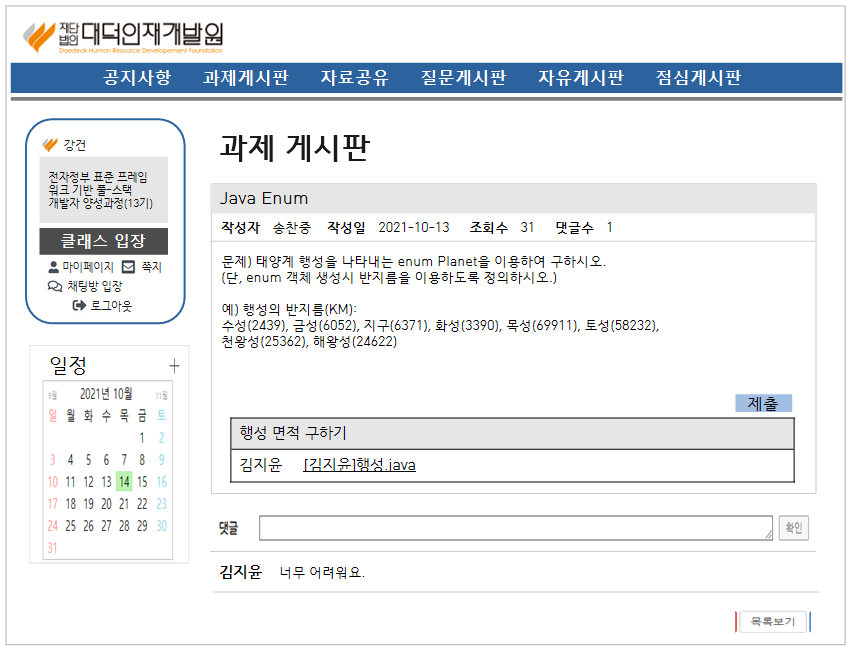 재단법인 대덕인재개발원
Daedeok Human Resource Developement Foundation
공지사항 과제게시판 자료공유 질문게시판 자유게시판 점심게시판
강건
전자정부 표준 프레임
워크 기반 풀-스택
개발자 양성과정(13기)
클래스 입장
마이페이지 쪽지
채팅방 입장
로그아웃
일정 +
9월 2021년 10월 11월
일 월 화 수 목 금 토
1 2
3 4 5 6 7 8 9
10 11 12 13 14 15 16
17 18 19 20 21 22 23
24 25 26 27 28 29 30
31
과제 게시판
Java Enum
작성자 송찬중 작성일 2021-10-13 조회수 31 댓글수 1
문제) 태양계 행성을 나타내는 enum Planet을 이용하여 구하시오.
(단, enum 객체 생성시 반지름을 이용하도록 정의하시오.)
예) 행성의 반지름(KM):
수성(2439), 금성(6052), 지구(6371), 화성(3390), 목성(69911), 토성(58232),
천왕성(25362), 해왕성(24622)
제출
행성 면적 구하기
김지윤 [김지윤]행성.java
댓글 확인
김지윤 너무 어려워요.
목록보기